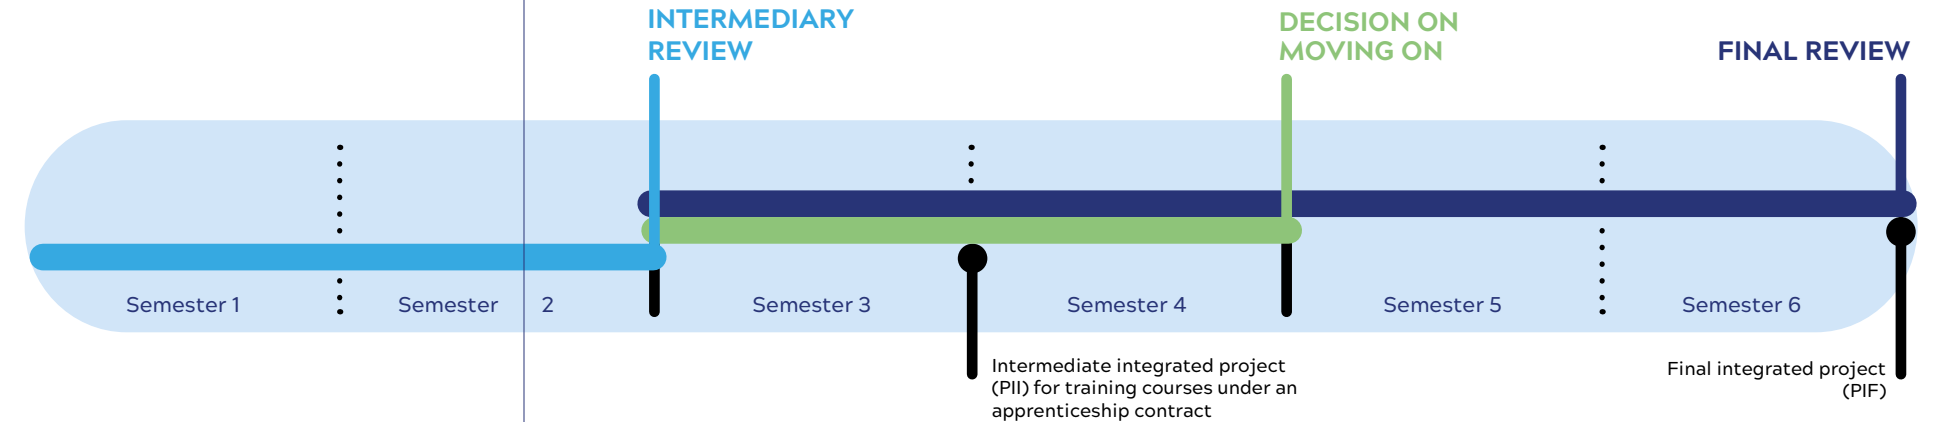 INTERMEDIARY
REVIEW
DECISION ON
MOVING ON
FINAL REVIEW
Semester 1
Semester 2
Semester 3
Semester 4
Semester 5
Semester 6
Intermediate integrated project
(PII) for training courses under an
apprenticeship contract
Final integrated project
(PIF)